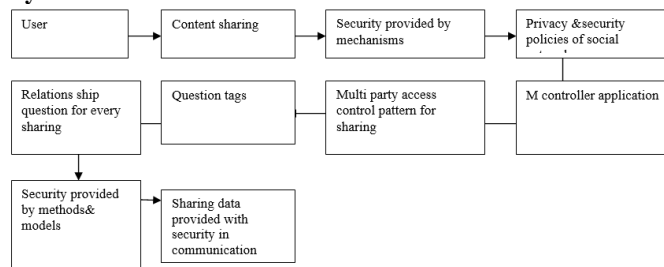 User
Content sharing
Security provided by
mechanisms
Privacy &security
policies of social
Relations ship
question for every
sharing
Question tags
Multi party access
control pattern for
sharing
M controller application
Security provided
by methods&
models
Sharing data
provided with
security in
communication